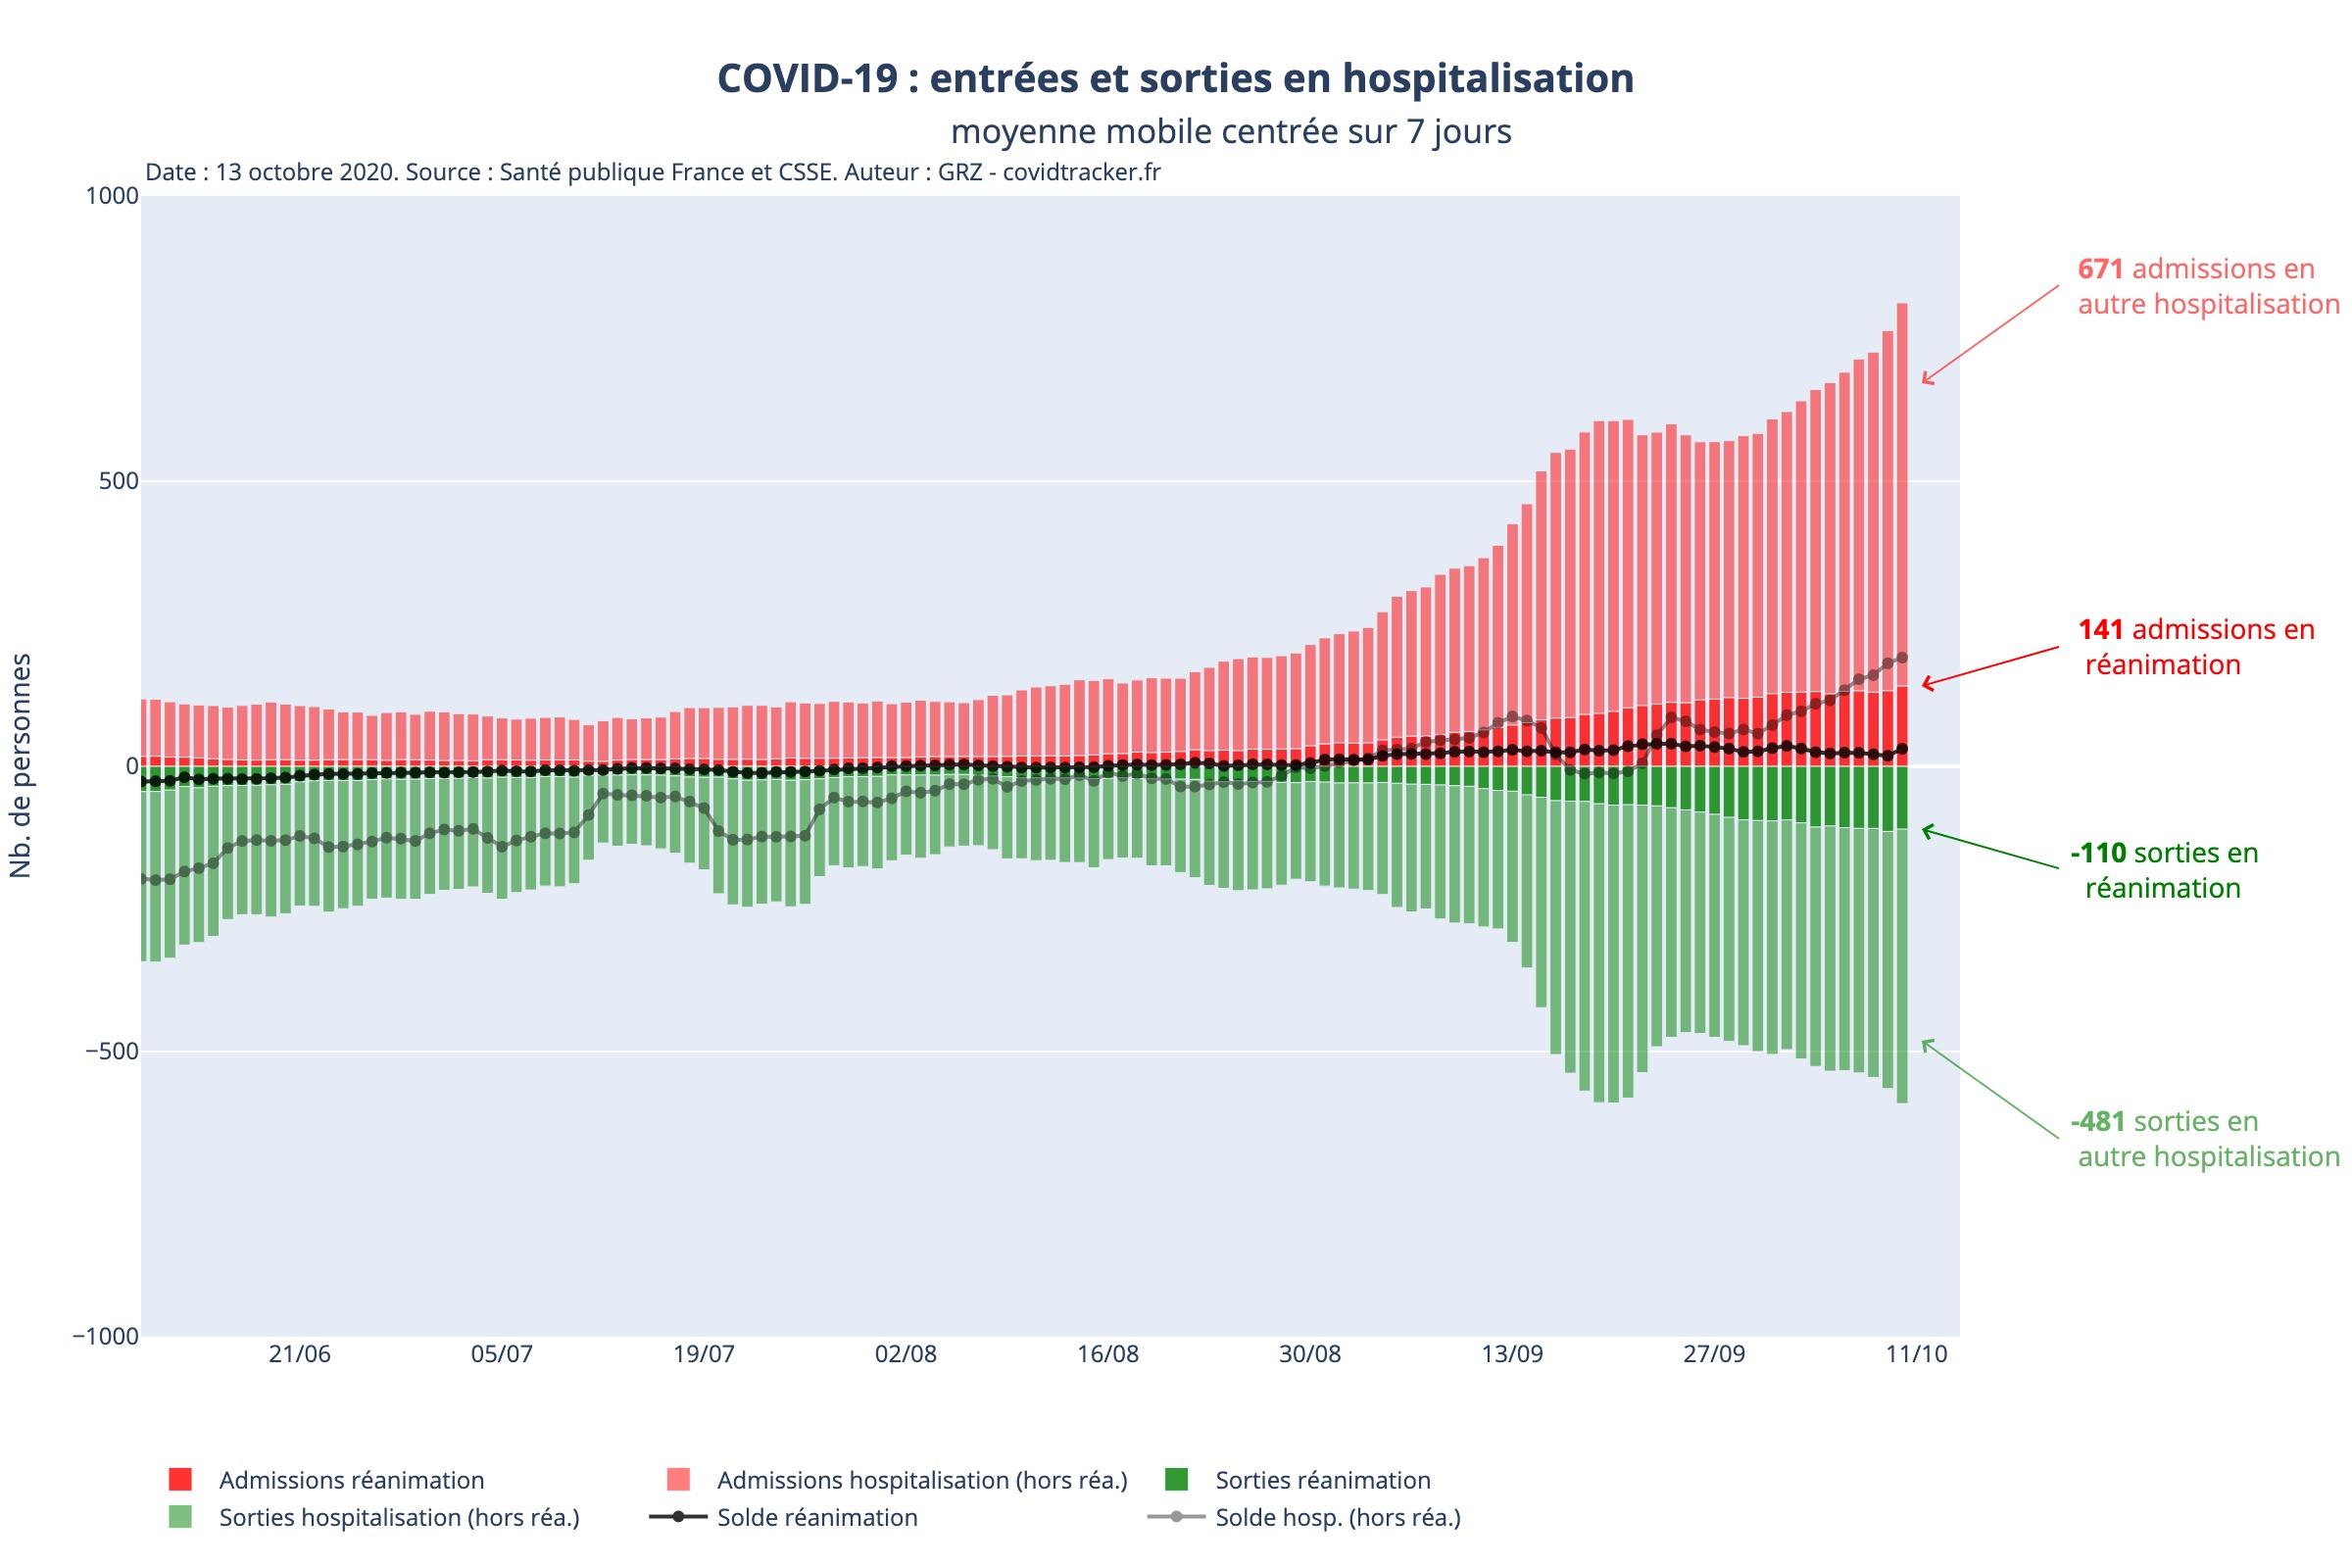 COVID-19 : entrées et sorties en hospitalisation
moyenne mobile centrée sur 7 jours
Date : 13 octobre 2020. Source : Santé publique France et CSSE. Auteur : GRZ - covidtracker.fr
Nb. de personnes
1000
500
0
−500
−1000
671 admissions en
autre hospitalisation
141 admissions en
réanimation
-110 sorties en
réanimation
-481 sorties en
autre hospitalisation
21/06 05/07 19/07 02/08 16/08 30/08 13/09 27/09 11/10
Admissions réanimation Admissions hospitalisation (hors réa.) Sorties réanimation
Sorties hospitalisation (hors réa.) Solde réanimation Solde hosp. (hors réa.)